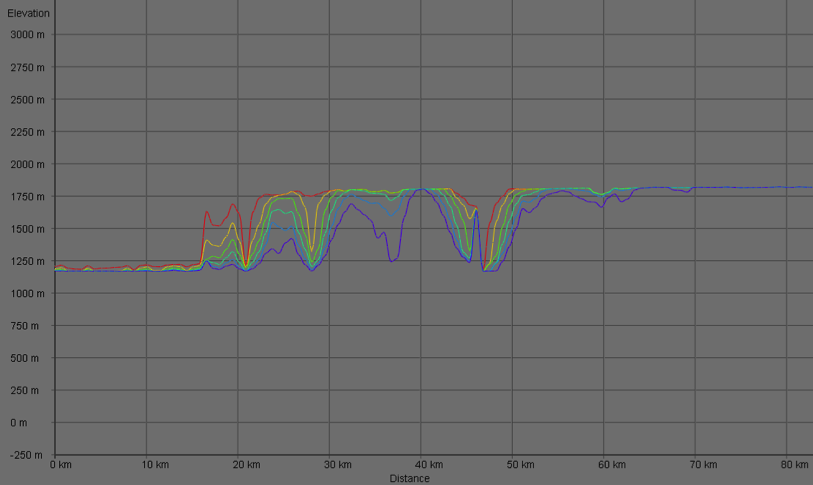 Elevation
3000 m
2750 m
2500 m
2250 m
2000 m
1750 m
1500 m
1250 m
1000 m
750 m
500 m
250 m
0 m
-250 m
0 km 10 km 20 km 30 km 40 km 50 km 60 km 70 km 80 km
Distance